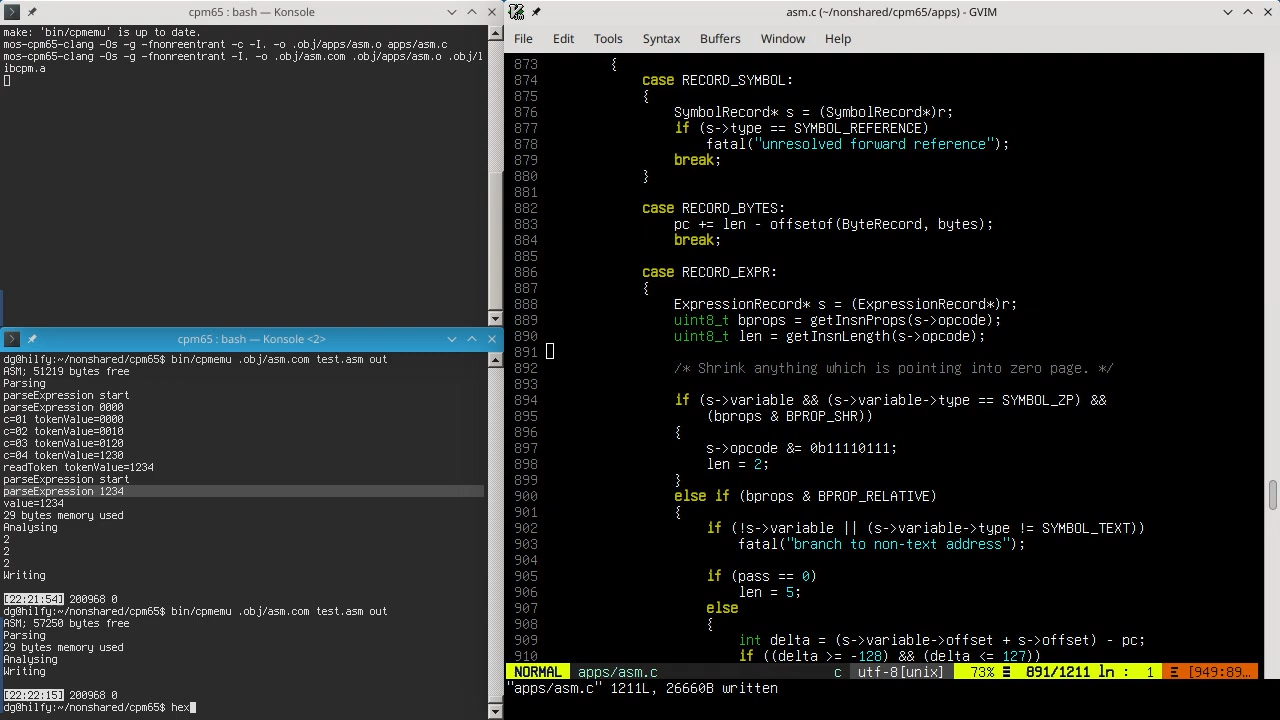 cpm65 : bash — Konsole
make: 'bin/cpmemu' is up to date.
mos-cpm65-clang -Os -g -fnonreentrant -c -I. -o .obj/apps/asm.o apps/asm.c
mos-cpm65-clang -Os -g -fnonreentrant -I. -o .obj/asm.com .obj/apps/asm.o .obj/l
ibcpm.a
cpm65 : bash — Konsole <2>
dg@hilfy:~/nonshared/cpm65$ bin/cpmemu .obj/asm.com test.asm out
ASM; 51219 bytes free
Parsing
parseExpression start
parseExpression 0000
c=01 tokenValue=0000
c=02 tokenValue=0010
c=03 tokenValue=0120
c=04 tokenValue=1230
readToken tokenValue=1234
parseExpression start
parseExpression 1234
value=1234
29 bytes memory used
Analysing
2
2
2
Writing
[22:21:54] 200968 0
dg@hilfy:~/nonshared/cpm65$ bin/cpmemu .obj/asm.com test.asm out
ASM; 57250 bytes free
Parsing
29 bytes memory used
Analysing
Writing
[22:22:15] 200968 0
dg@hilfy:~/nonshared/cpm65$ hex
asm.c (~/nonshared/cpm65/apps) - GVIM
File Edit Tools Syntax Buffers Window Help
873 {
874 case RECORD_SYMBOL:
875 {
876 SymbolRecord* s = (SymbolRecord*)r;
877 if (s->type == SYMBOL_REFERENCE)
878 fatal("unresolved forward reference");
879 break;
880 }
881
882 case RECORD_BYTES:
883 pc += len - offsetof(ByteRecord, bytes);
884 break;
885
886 case RECORD_EXPR:
887 {
888 ExpressionRecord* s = (ExpressionRecord*)r;
889 uint8_t bprops = getInsnProps(s->opcode);
890 uint8_t len = getInsnLength(s->opcode);
891
892 /* Shrink anything which is pointing into zero page. */
893
894 if (s->variable && (s->variable->type == SYMBOL_ZP) &&
895 (bprops & BPROP_SHR))
896 {
897 s->opcode &= 0b11110111;
898 len = 2;
899 }
900 else if (bprops & BPROP_RELATIVE)
901 {
902 if (!s->variable || (s->variable->type != SYMBOL_TEXT))
903 fatal("branch to non-text address");
904
905 if (pass == 0)
906 len = 5;
907 else
908 {
909 int delta = (s->variable->offset + s->offset) - pc;
910 if ((delta >= -128) && (delta <= 127))
NORMAL apps/asm.c c utf-8[unix] 73% ≡ 891/1211 ln : 1 Ξ [949:89…
"apps/asm.c" 1211L, 26660B written